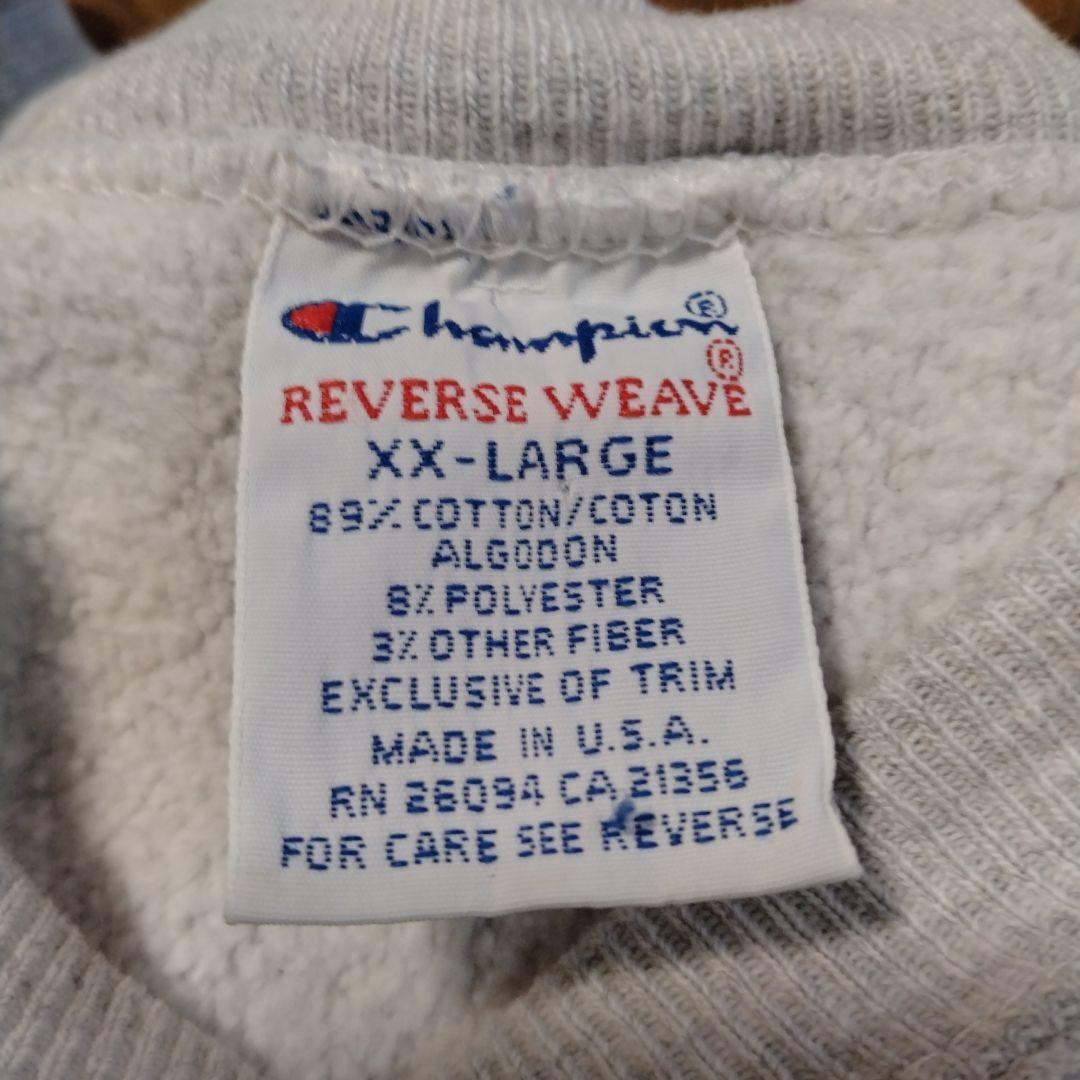 Champion®
REVERSE WEAVE®
XX-LARGE
89% COTTON/COTON
ALGODON
8% POLYESTER
3% OTHER FIBER
EXCLUSIVE OF TRIM
MADE IN U.S.A.
RN 26094 CA 21356
FOR CARE SEE REVERSE